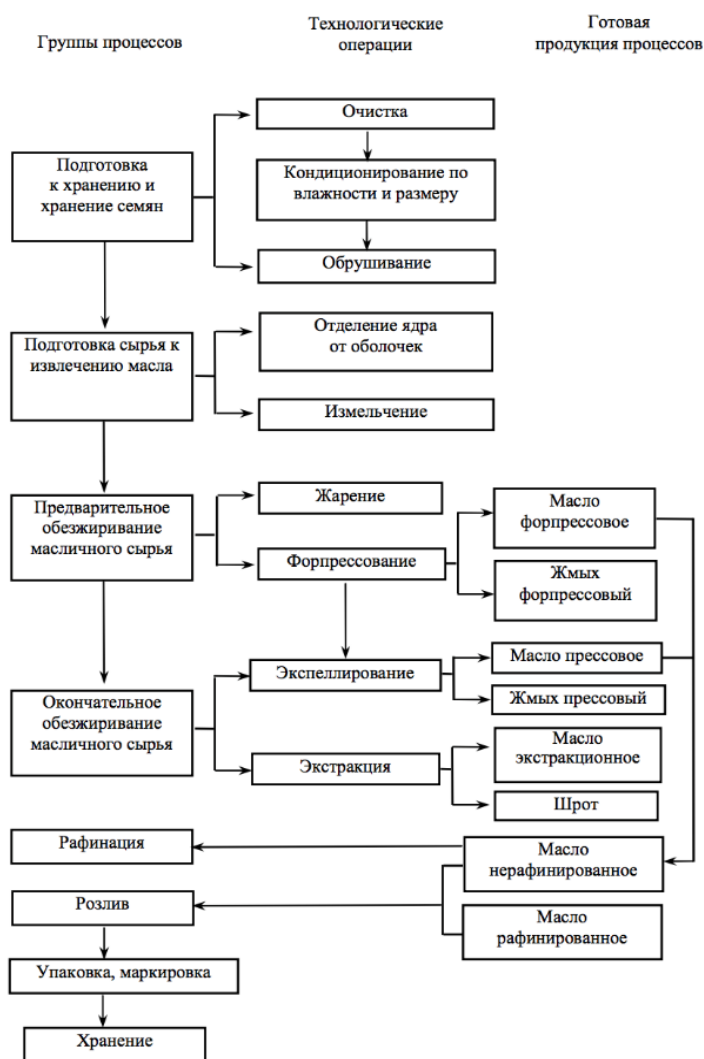 Группы процессов
Технологические
операции
Готовая
продукция процессов
Очистка
Подготовка
к хранению и
хранение семян
Кондиционирование по
влажности и размеру
Обрушивание
Подготовка сырья к
извлечению масла
Отделение ядра
от оболочек
Измельчение
Предварительное
обезжиривание
масличного сырья
Жарение
Форпрессование
Масло
форпрессовое
Жмых
форпрессовый
Окончательное
обезжиривание
масличного сырья
Экспеллирование
Масло прессовое
Жмых прессовый
Экстракция
Масло
экстракционное
Шрот
Рафинация
Масло
нерафинированное
Розлив
Масло
рафинированное
Упаковка, маркировка
Хранение